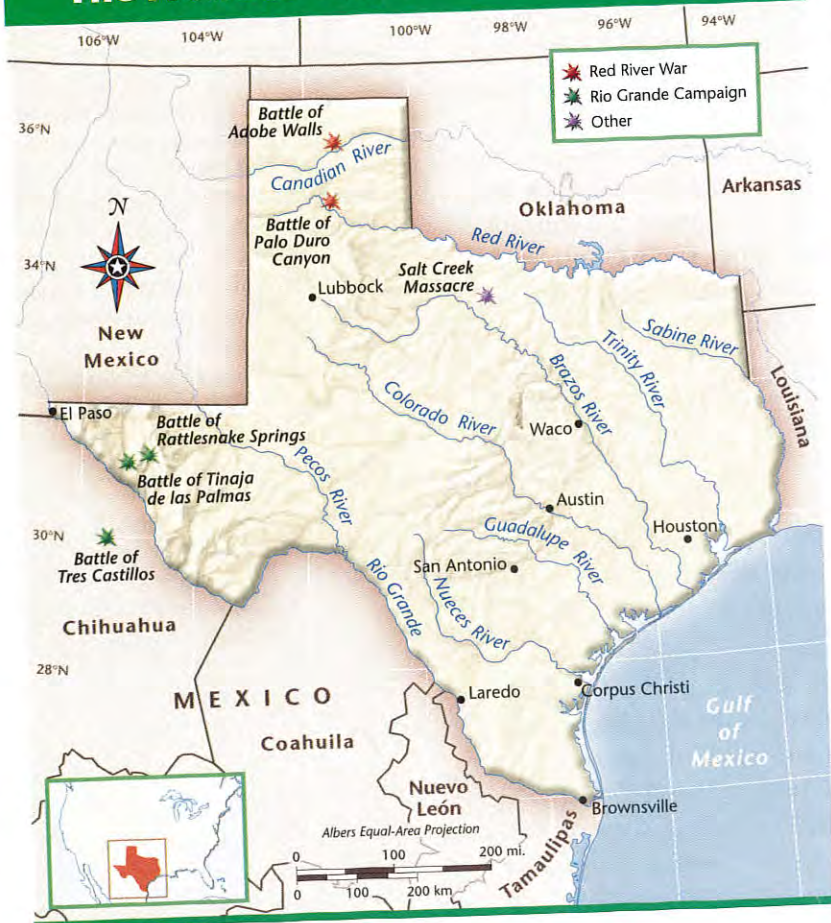 106°W
104°W
100°W
98°W
96°W
94°W
Red River War
Rio Grande Campaign
Other
36°N
Battle of
Adobe Walls
Canadian River
Arkansas
Oklahoma
N
Battle of
Palo Duro
Canyon
Red River
34°N
Salt Creek
Massacre
Lubbock
New
Mexico
Sabine River
Trinity River
Brazos River
Louisiana
Colorado River
El Paso
Battle of
Rattlesnake Springs
Waco
Pecos River
Battle of Tinaja
de las Palmas
Austin
30°N
Guadalupe River
Houston
Battle of
Tres Castillos
San Antonio
Rio Grande
Nueces River
Chihuahua
28°N
MEXICO
Laredo
Corpus Christi
Gulf
of
Mexico
Coahuila
Nuevo
León
Brownsville
Albers Equal-Area Projection
Tamaulipas
0 100 200 mi.
0 100 200 km